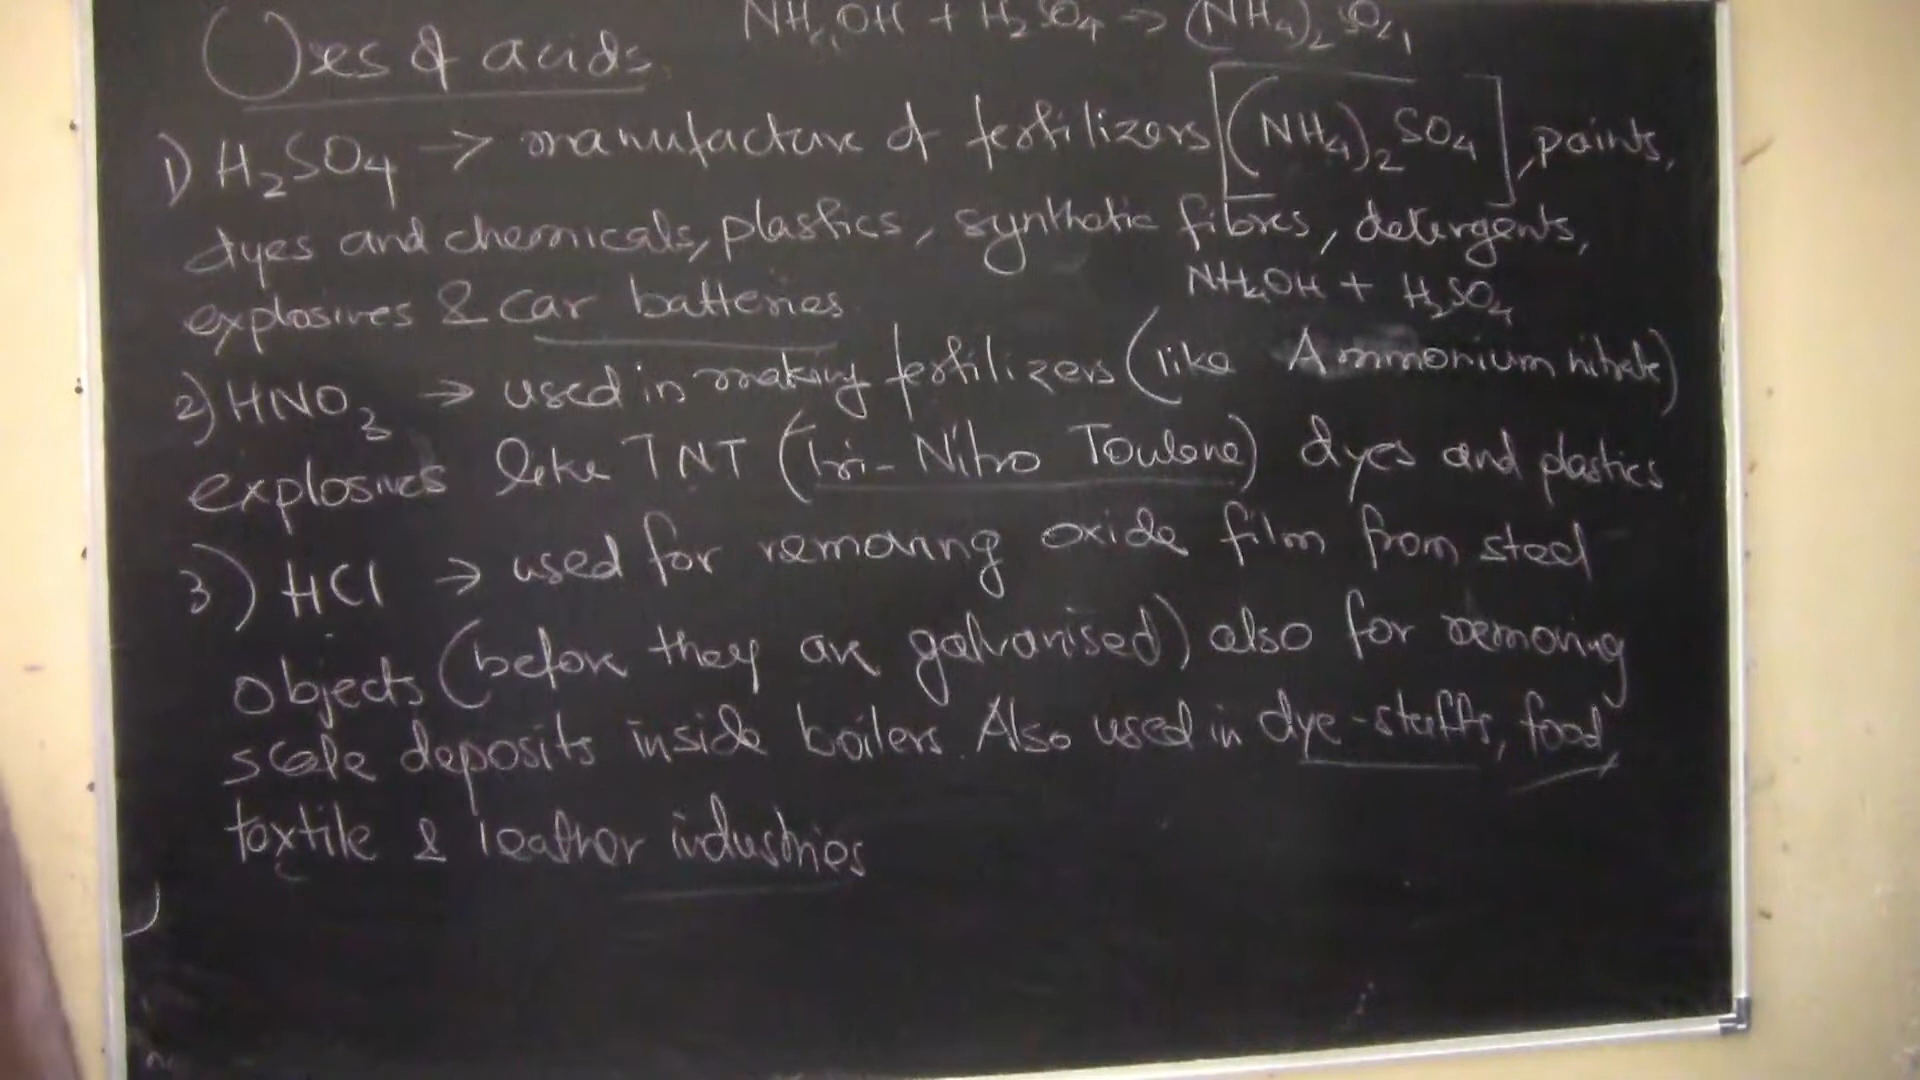 NH4OH + H2SO4 → (NH4)2SO4
Uses of acids
1) H2SO4 → manufacture of fertilizers [(NH4)2SO4], paints,
dyes and chemicals, plastics, synthetic fibres, detergents,
explosives & car batteries
NH4OH + H2SO4
2) HNO3 → used in making fertilizers (like Ammonium nitrate)
explosives like TNT (Tri-Nitro Toulene) dyes and plastics
3) HCl → used for removing oxide film from steel
objects (before they are galvanised) also for removing
scale deposits inside boilers. Also used in dye-stuffs, food,
textile & leather industries